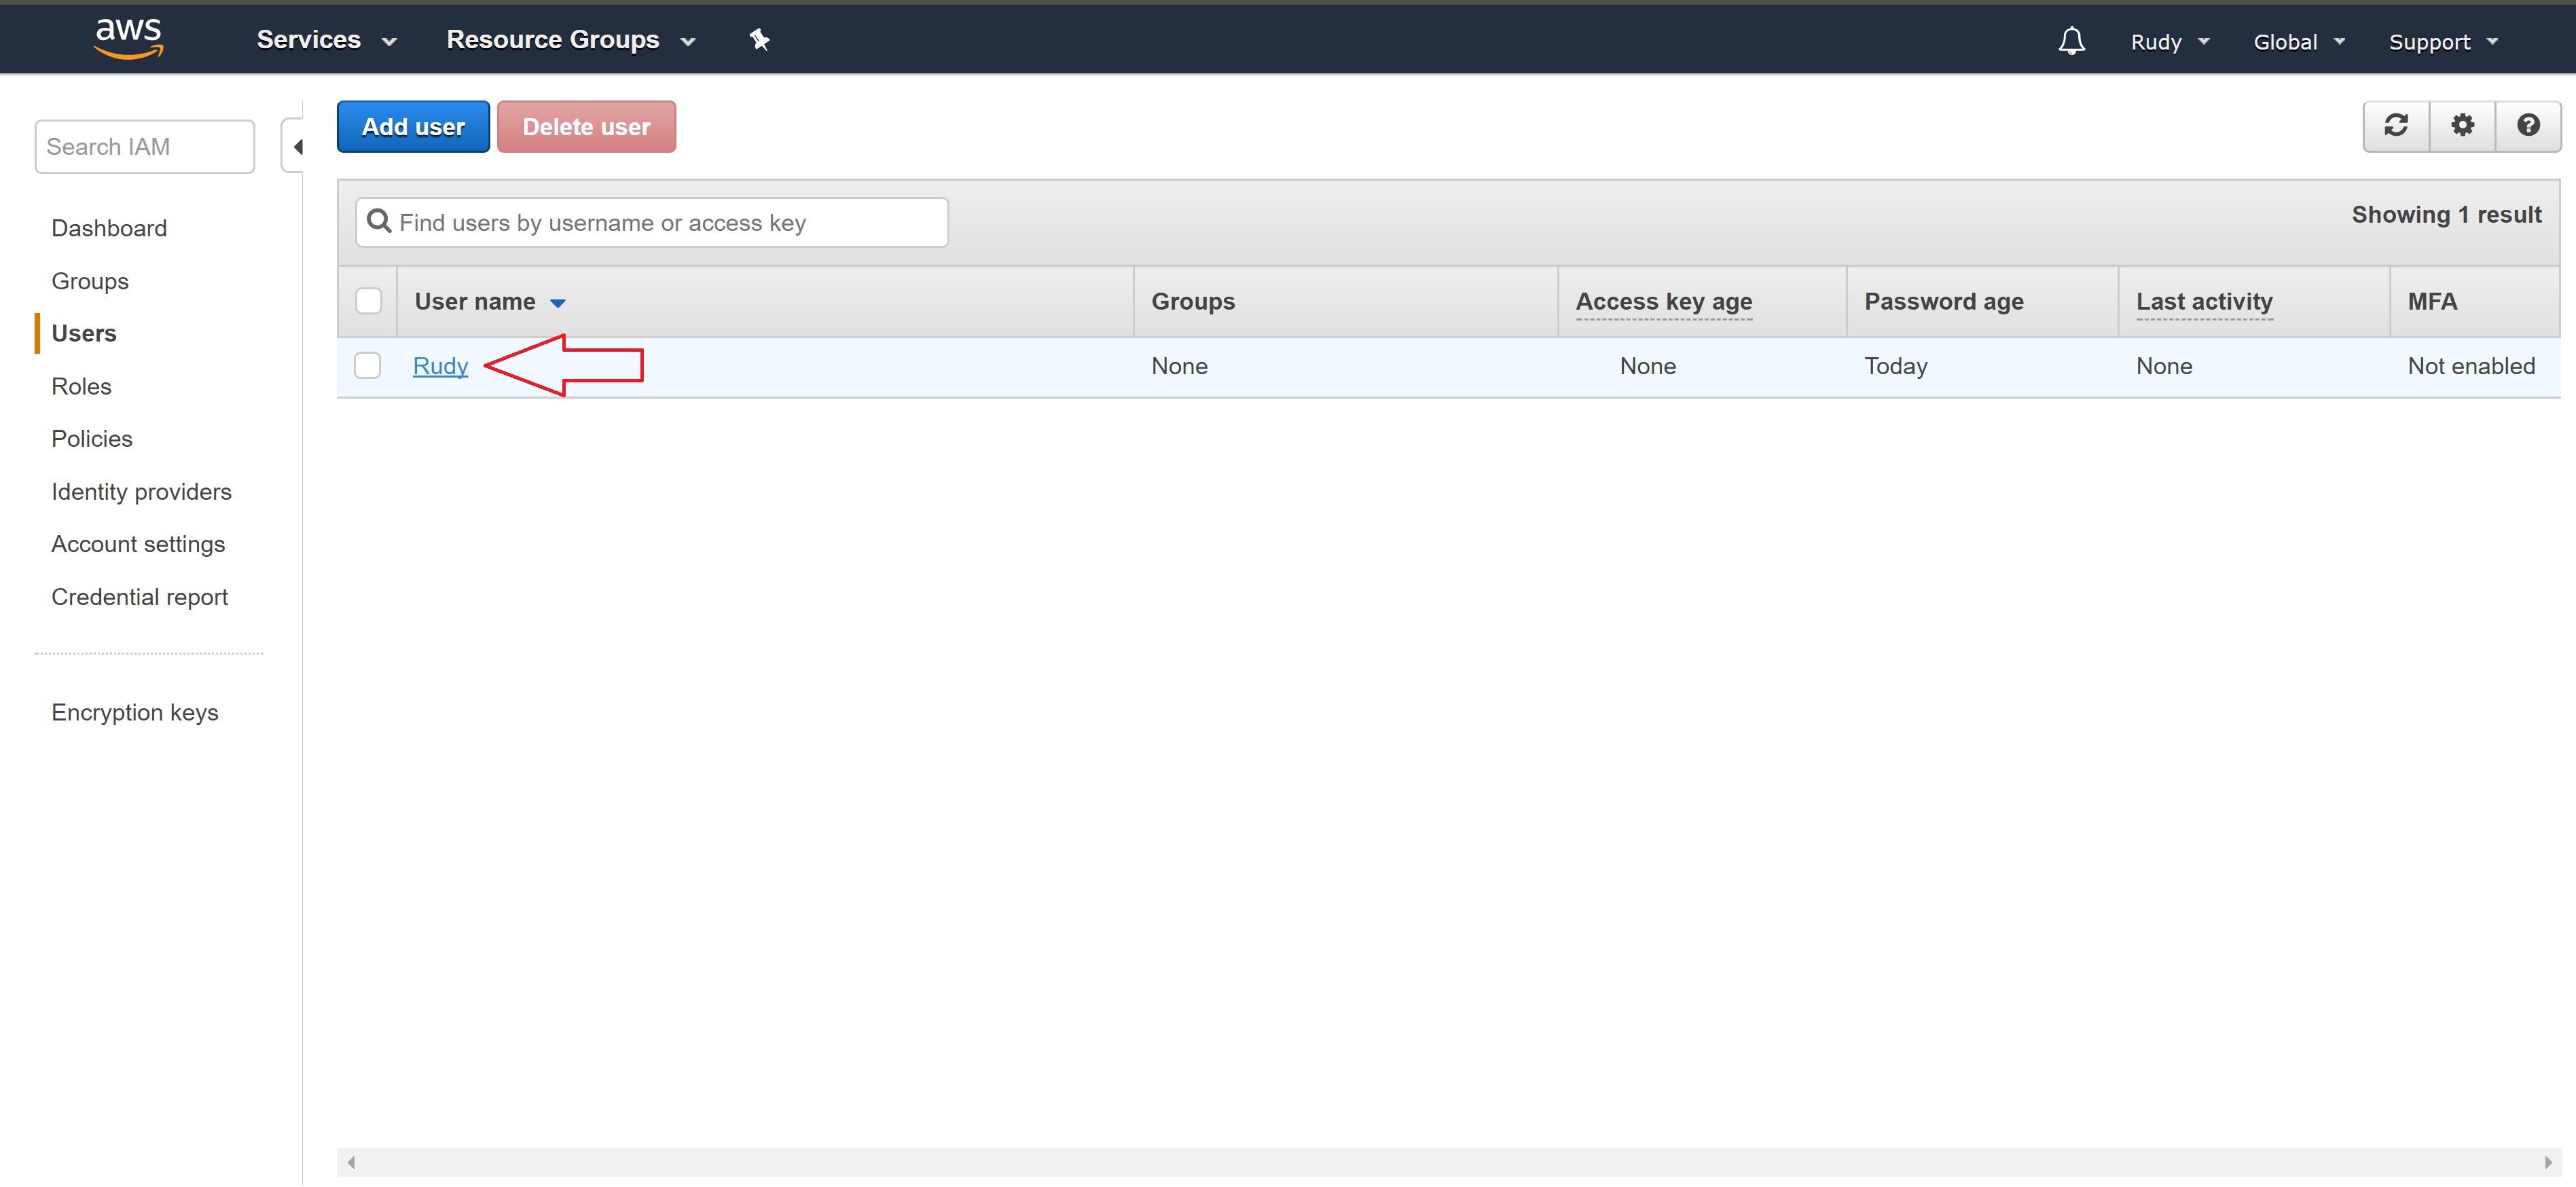 aws Services Resource Groups Rudy Global Support
Search IAM
Dashboard
Groups
Users
Roles
Policies
Identity providers
Account settings
Credential report
Encryption keys
Add user Delete user
Find users by username or access key
Showing 1 result
User name Groups Access key age Password age Last activity MFA
Rudy None None Today None Not enabled